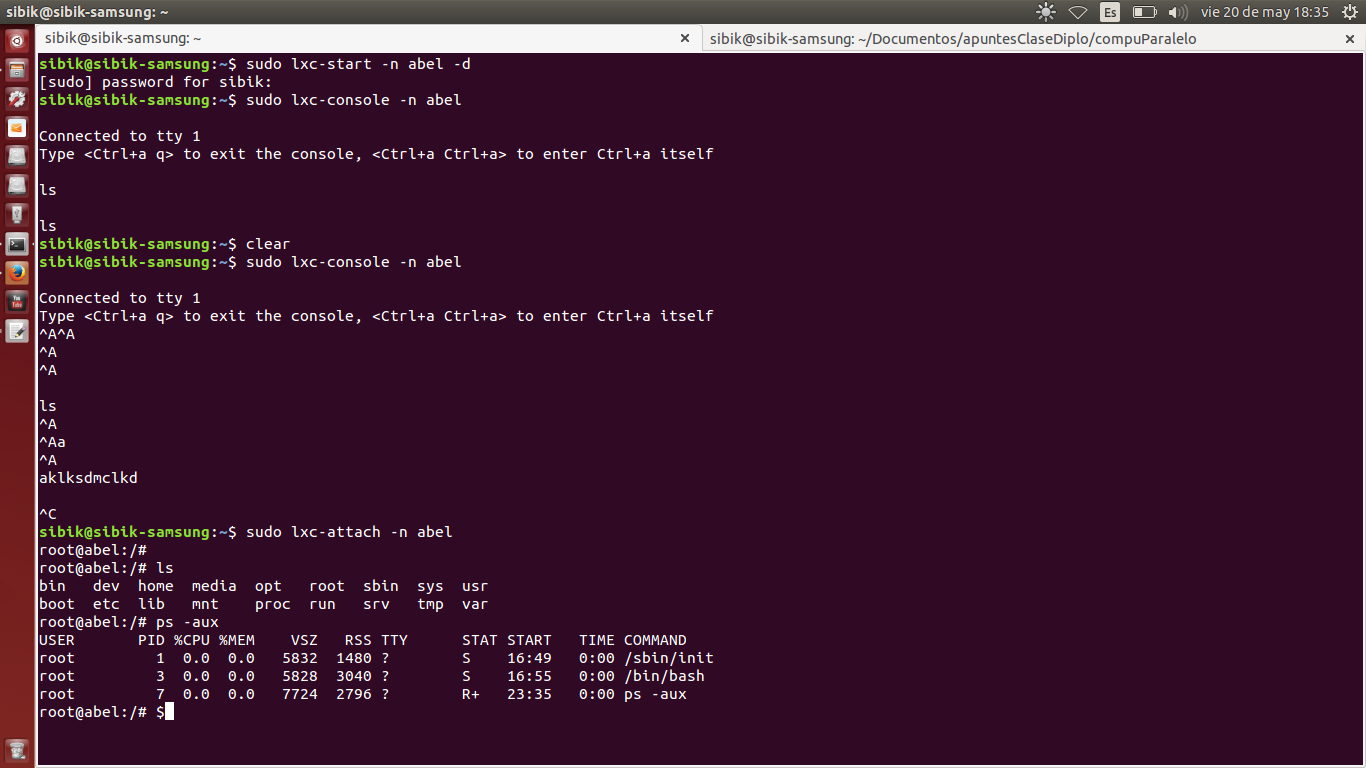 sibik@sibik-samsung: ~
Es
vie 20 de may 18:35
sibik@sibik-samsung: ~
sibik@sibik-samsung: ~/Documentos/apuntesClaseDiplo/compuParalelo
sibik@sibik-samsung:~$ sudo lxc-start -n abel -d
[sudo] password for sibik:
sibik@sibik-samsung:~$ sudo lxc-console -n abel
Connected to tty 1
Type <Ctrl+a q> to exit the console, <Ctrl+a Ctrl+a> to enter Ctrl+a itself
ls
ls
sibik@sibik-samsung:~$ clear
sibik@sibik-samsung:~$ sudo lxc-console -n abel
Connected to tty 1
Type <Ctrl+a q> to exit the console, <Ctrl+a Ctrl+a> to enter Ctrl+a itself
^A^A
^A
^A
ls
^A
^Aa
^A
aklksdmclkd
^C
sibik@sibik-samsung:~$ sudo lxc-attach -n abel
root@abel:/#
root@abel:/# ls
bin   dev  home  media  opt   root  sbin  sys  usr
boot  etc  lib   mnt    proc  run   srv   tmp  var
root@abel:/# ps -aux
USER       PID %CPU %MEM    VSZ   RSS TTY      STAT START   TIME COMMAND
root         1  0.0  0.0   5832  1480 ?        S    16:49   0:00 /sbin/init
root         3  0.0  0.0   5828  3040 ?        S    16:55   0:00 /bin/bash
root         7  0.0  0.0   7724  2796 ?        R+   23:35   0:00 ps -aux
root@abel:/# $